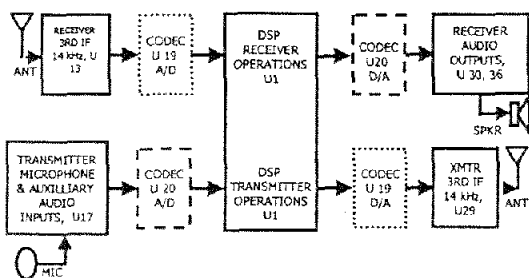 RECEIVER
3RD IF
14 kHz, U
13
ANT
CODEC
U 19
A/D
DSP
RECEIVER
OPERATIONS
U1
CODEC
U20
D/A
RECEIVER
AUDIO
OUTPUTS,
U 30, 36
SPKR
TRANSMITTER
MICROPHONE
& AUXILLIARY
AUDIO
INPUTS, U17
MIC
CODEC
U 20
A/D
DSP
TRANSMITTER
OPERATIONS
U1
CODEC
U 19
D/A
XMTR
3RD IF
14 kHz,
U29
ANT